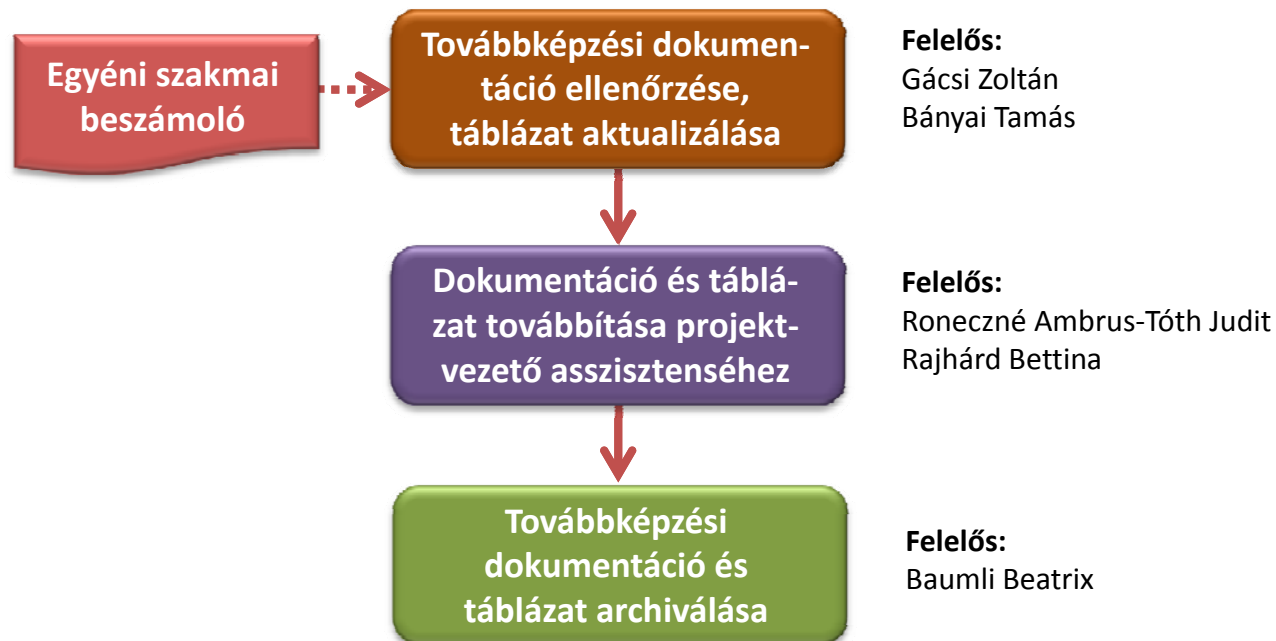 Egyéni szakmai
beszámoló
Továbbképzési dokumen-
táció ellenőrzése,
táblázat aktualizálása
Felelős:
Gácsi Zoltán
Bányai Tamás
Dokumentáció és táblá-
zat továbbítása projekt-
vezető asszisztenséhez
Felelős:
Roneczné Ambrus-Tóth Judit
Rajhárd Bettina
Továbbképzési
dokumentáció és
táblázat archiválása
Felelős:
Baumli Beatrix